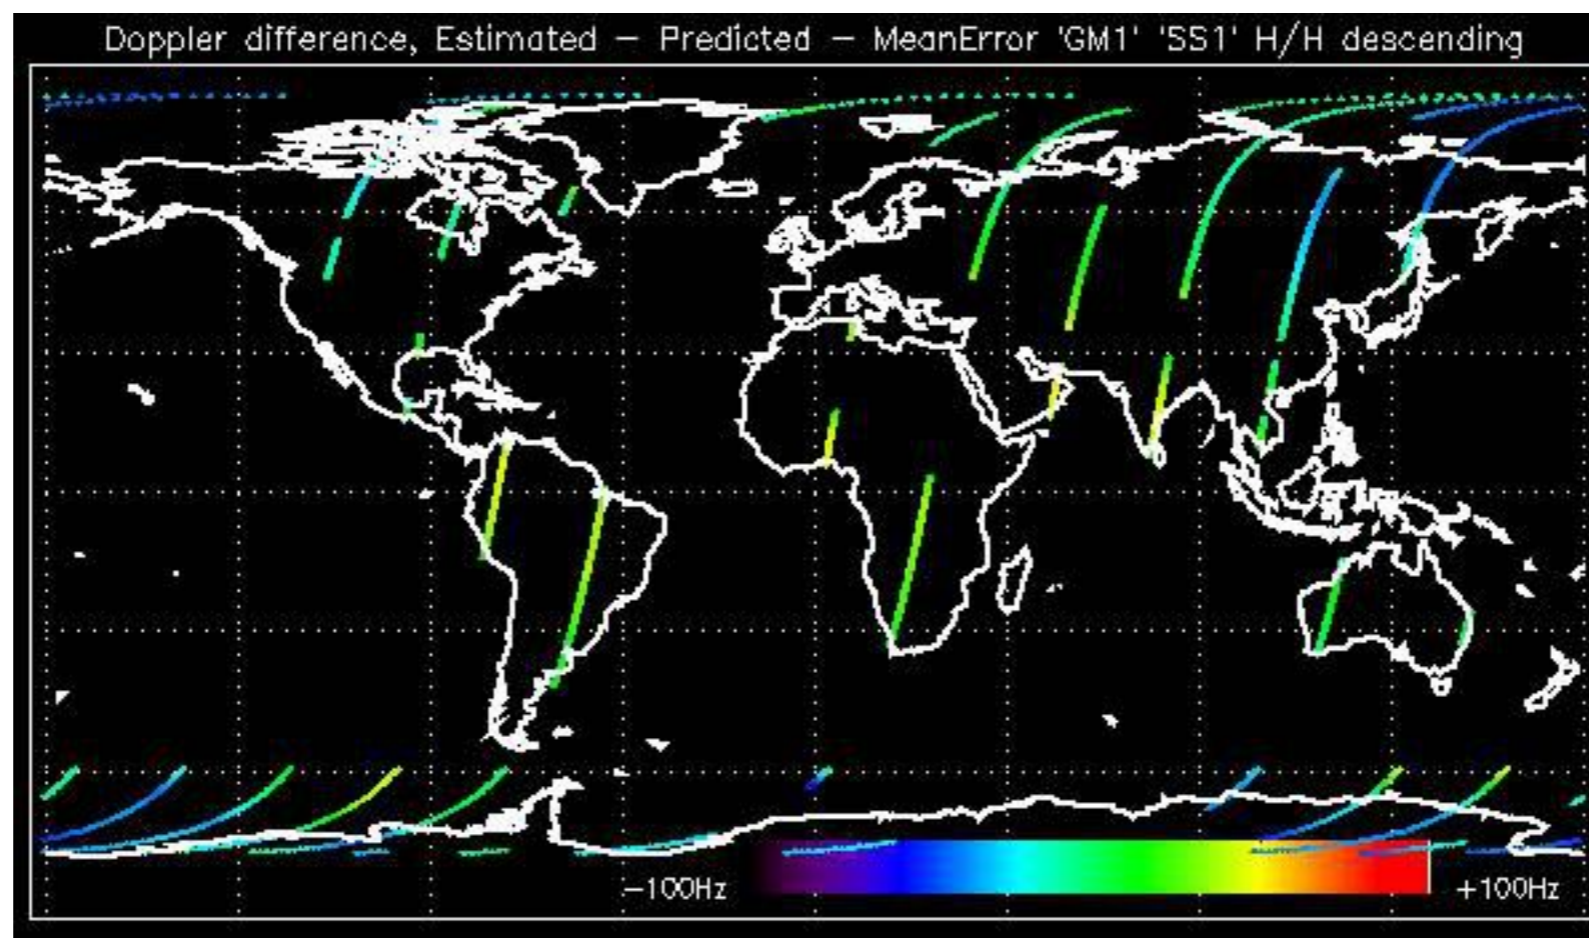 Doppler difference, Estimated – Predicted – MeanError 'GM1' 'SS1' H/H descending
–100Hz
+100Hz